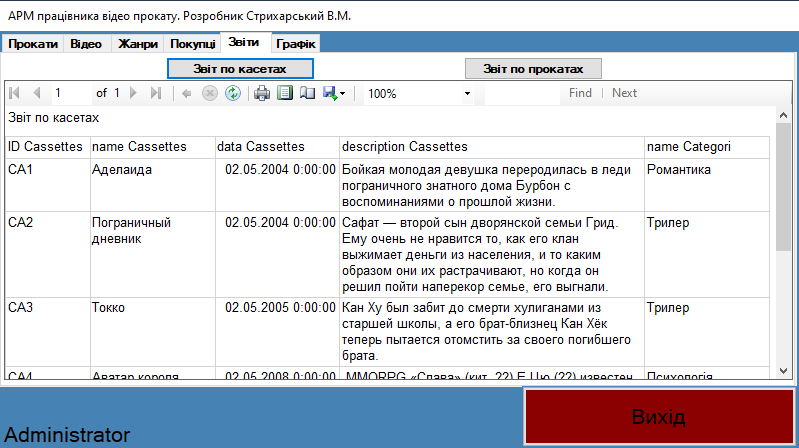 АРМ працівника відео прокату. Розробник Стрихарський В.М.
Прокати Відео Жанри Покупці Звіти Графік
Звіт по касетах Звіт по прокатах
1 of 1 100% Find | Next
Звіт по касетах
ID Cassettes name Cassettes data Cassettes description Cassettes name Categori
CA1 Аделаида 02.05.2004 0:00:00 Бойкая молодая девушка переродилась в леди Романтика
пограничного знатного дома Бурбон с
воспоминаниями о прошлой жизни.
CA2 Пограничный 02.05.2004 0:00:00 Сафат — второй сын дворянской семьи Грид. Трилер
дневник Ему очень не нравится то, как его клан
выжимает деньги из населения, и то каким
образом они их растрачивают, но когда он
решил пойти наперекор семье, его выгнали.
CA3 Токко 02.05.2005 0:00:00 Кан Ху был забит до смерти хулиганами из Трилер
старшей школы, а его брат-близнец Кан Хёк
теперь пытается отомстить за своего погибшего
брата.
CA4 Аватар короля 02.05.2008 0:00:00 MMORPG «Слава» (кит. 22) Е Цю (22) известен Психологія
Вихід
Administrator